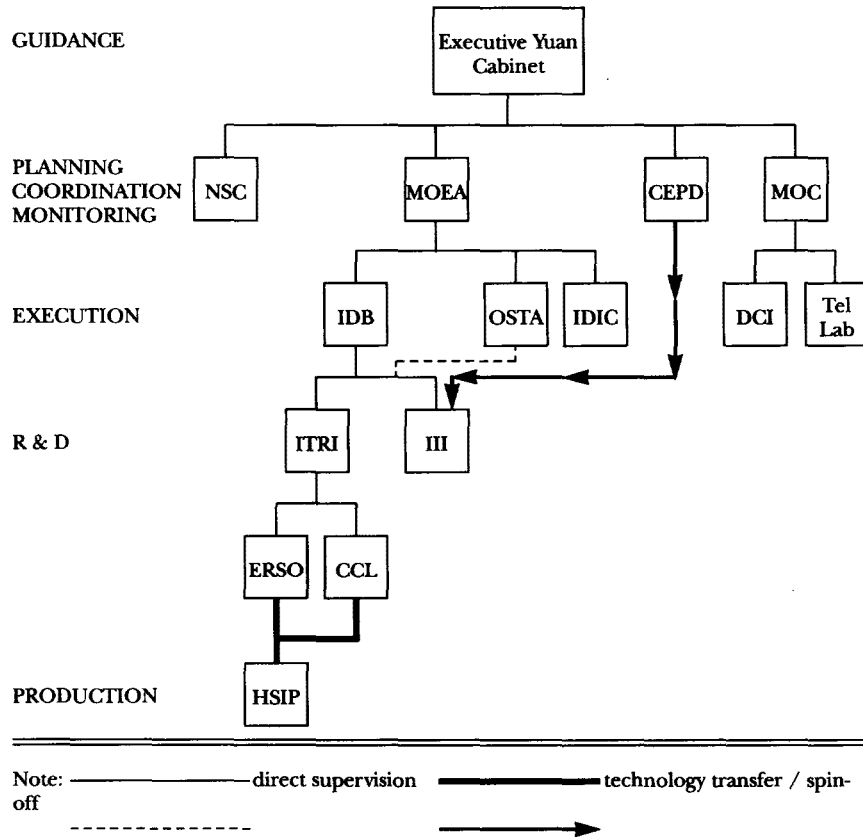 GUIDANCE
Executive Yuan
Cabinet
PLANNING
COORDINATION
MONITORING
NSC
MOEA
CEPD
MOC
EXECUTION
IDB
OSTA
IDIC
DCI
Tel
Lab
R & D
ITRI
III
ERSO
CCL
PRODUCTION
HSIP
Note: direct supervision technology transfer / spin-
off